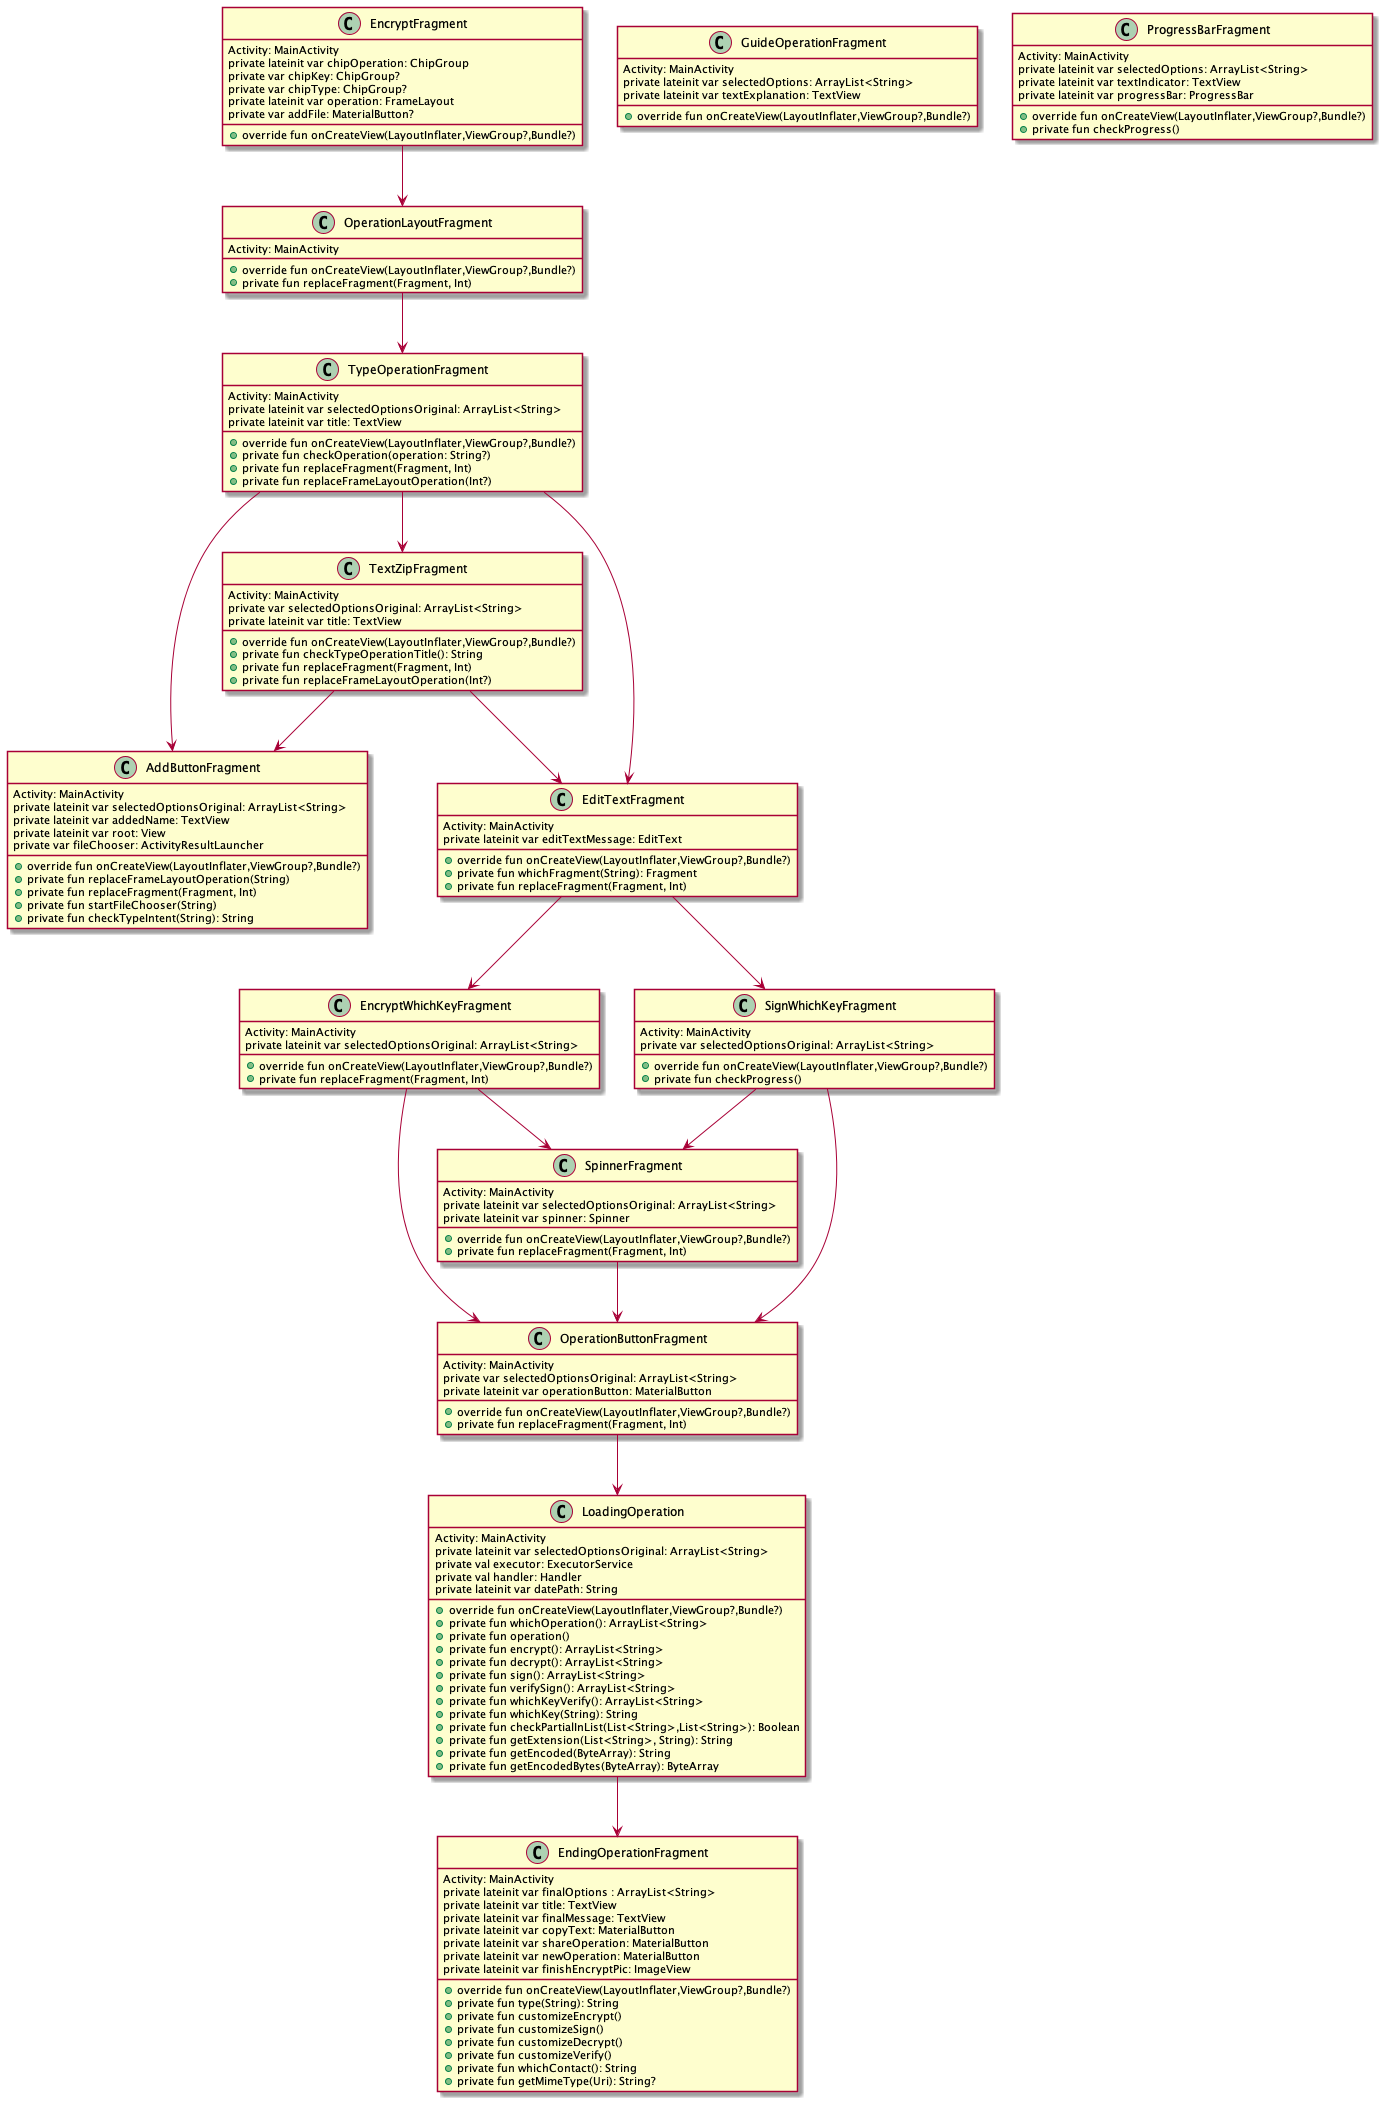 C EncryptFragment
Activity: MainActivity
private lateinit var chipOperation: ChipGroup
private var chipKey: ChipGroup?
private var chipType: ChipGroup?
private lateinit var operation: FrameLayout
private var addFile: MaterialButton?
override fun onCreateView(LayoutInflater,ViewGroup?,Bundle?)
C GuideOperationFragment
Activity: MainActivity
private lateinit var selectedOptions: ArrayList<String>
private lateinit var textExplanation: TextView
override fun onCreateView(LayoutInflater,ViewGroup?,Bundle?)
C ProgressBarFragment
Activity: MainActivity
private lateinit var selectedOptions: ArrayList<String>
private lateinit var textIndicator: TextView
private lateinit var progressBar: ProgressBar
override fun onCreateView(LayoutInflater,ViewGroup?,Bundle?)
private fun checkProgress()
C OperationLayoutFragment
Activity: MainActivity
override fun onCreateView(LayoutInflater,ViewGroup?,Bundle?)
private fun replaceFragment(Fragment, Int)
C TypeOperationFragment
Activity: MainActivity
private lateinit var selectedOptionsOriginal: ArrayList<String>
private lateinit var title: TextView
override fun onCreateView(LayoutInflater,ViewGroup?,Bundle?)
private fun checkOperation(operation: String?)
private fun replaceFragment(Fragment, Int)
private fun replaceFrameLayoutOperation(Int?)
C TextZipFragment
Activity: MainActivity
private var selectedOptionsOriginal: ArrayList<String>
private lateinit var title: TextView
override fun onCreateView(LayoutInflater,ViewGroup?,Bundle?)
private fun checkTypeOperationTitle(): String
private fun replaceFragment(Fragment, Int)
private fun replaceFrameLayoutOperation(Int?)
C AddButtonFragment
Activity: MainActivity
private lateinit var selectedOptionsOriginal: ArrayList<String>
private lateinit var addedName: TextView
private lateinit var root: View
private var fileChooser: ActivityResultLauncher
override fun onCreateView(LayoutInflater,ViewGroup?,Bundle?)
private fun replaceFrameLayoutOperation(String)
private fun replaceFragment(Fragment, Int)
private fun startFileChooser(String)
private fun checkTypeIntent(String): String
C EditTextFragment
Activity: MainActivity
private lateinit var editTextMessage: EditText
override fun onCreateView(LayoutInflater,ViewGroup?,Bundle?)
private fun whichFragment(String): Fragment
private fun replaceFragment(Fragment, Int)
C EncryptWhichKeyFragment
Activity: MainActivity
private lateinit var selectedOptionsOriginal: ArrayList<String>
override fun onCreateView(LayoutInflater,ViewGroup?,Bundle?)
private fun replaceFragment(Fragment, Int)
C SignWhichKeyFragment
Activity: MainActivity
private var selectedOptionsOriginal: ArrayList<String>
override fun onCreateView(LayoutInflater,ViewGroup?,Bundle?)
private fun checkProgress()
C SpinnerFragment
Activity: MainActivity
private lateinit var selectedOptionsOriginal: ArrayList<String>
private lateinit var spinner: Spinner
override fun onCreateView(LayoutInflater,ViewGroup?,Bundle?)
private fun replaceFragment(Fragment, Int)
C OperationButtonFragment
Activity: MainActivity
private var selectedOptionsOriginal: ArrayList<String>
private lateinit var operationButton: MaterialButton
override fun onCreateView(LayoutInflater,ViewGroup?,Bundle?)
private fun replaceFragment(Fragment, Int)
C LoadingOperation
Activity: MainActivity
private lateinit var selectedOptionsOriginal: ArrayList<String>
private val executor: ExecutorService
private val handler: Handler
private lateinit var datePath: String
override fun onCreateView(LayoutInflater,ViewGroup?,Bundle?)
private fun whichOperation(): ArrayList<String>
private fun operation()
private fun encrypt(): ArrayList<String>
private fun decrypt(): ArrayList<String>
private fun sign(): ArrayList<String>
private fun verifySign(): ArrayList<String>
private fun whichKeyVerify(): ArrayList<String>
private fun whichKey(String): String
private fun checkPartialInList(List<String>,List<String>): Boolean
private fun getExtension(List<String>, String): String
private fun getEncoded(ByteArray): String
private fun getEncodedBytes(ByteArray): ByteArray
C EndingOperationFragment
Activity: MainActivity
private lateinit var finalOptions : ArrayList<String>
private lateinit var title: TextView
private lateinit var finalMessage: TextView
private lateinit var copyText: MaterialButton
private lateinit var shareOperation: MaterialButton
private lateinit var newOperation: MaterialButton
private lateinit var finishEncryptPic: ImageView
override fun onCreateView(LayoutInflater,ViewGroup?,Bundle?)
private fun type(String): String
private fun customizeEncrypt()
private fun customizeSign()
private fun customizeDecrypt()
private fun customizeVerify()
private fun whichContact(): String
private fun getMimeType(Uri): String?